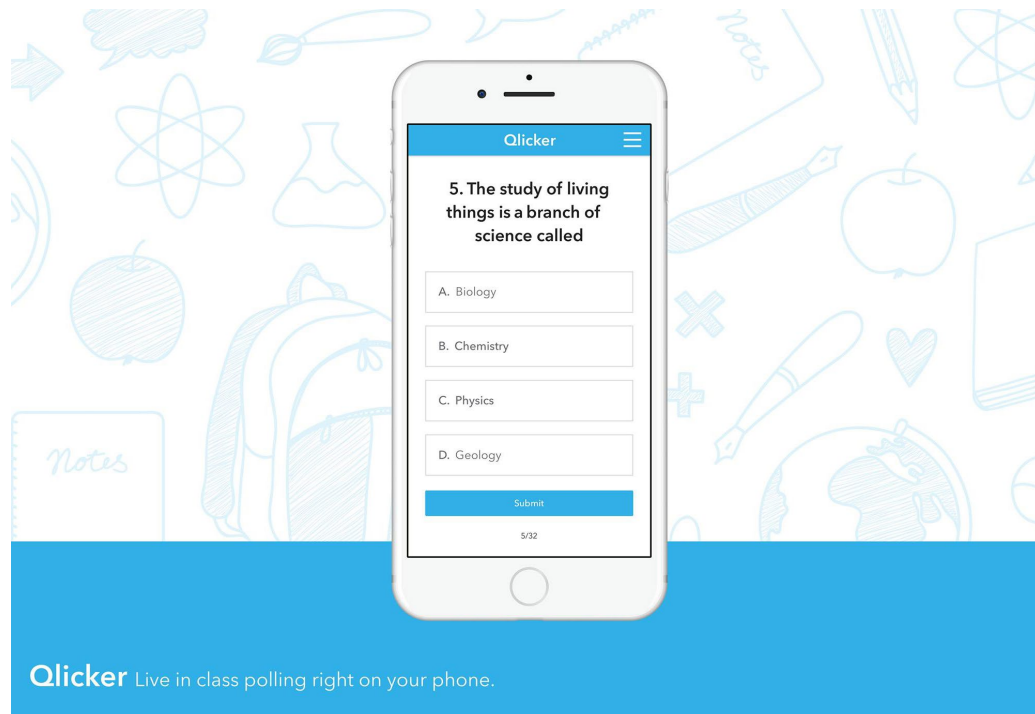 Notes
Qlicker
5. The study of living
things is a branch of
science called
A. Biology
B. Chemistry
C. Physics
D. Geology
Submit
5/32
Notes
Qlicker Live in class polling right on your phone.